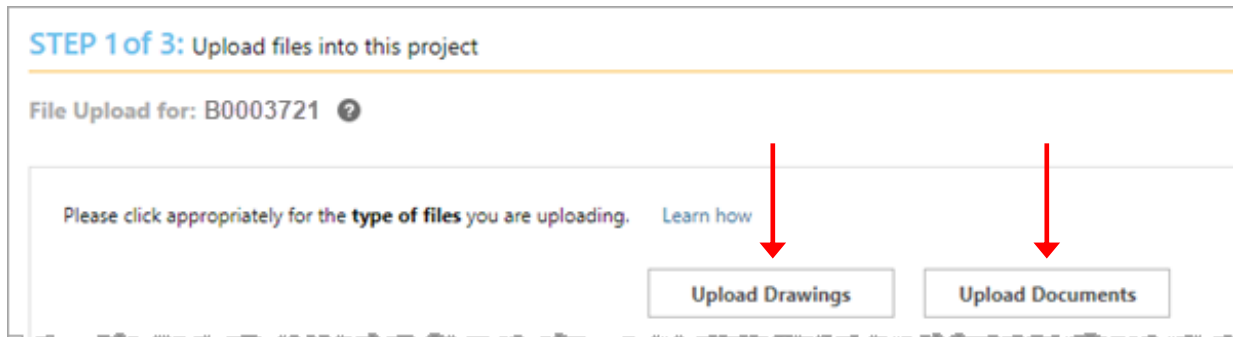 STEP 1 of 3: Upload files into this project
File Upload for: B0003721 ?
Please click appropriately for the type of files you are uploading. Learn how
Upload Drawings Upload Documents